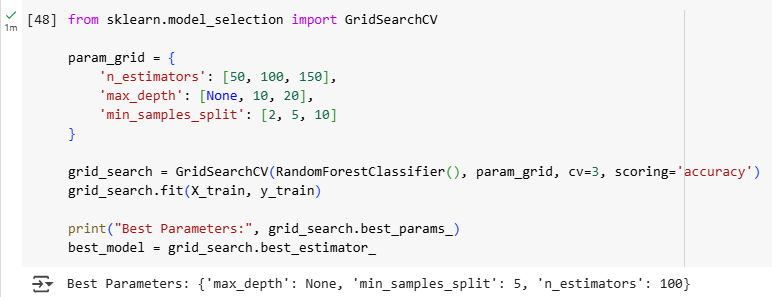 [48] from sklearn.model_selection import GridSearchCV
1m
param_grid = {
    'n_estimators': [50, 100, 150],
    'max_depth': [None, 10, 20],
    'min_samples_split': [2, 5, 10]
}
grid_search = GridSearchCV(RandomForestClassifier(), param_grid, cv=3, scoring='accuracy')
grid_search.fit(X_train, y_train)
print("Best Parameters:", grid_search.best_params_)
best_model = grid_search.best_estimator_
Best Parameters: {'max_depth': None, 'min_samples_split': 5, 'n_estimators': 100}